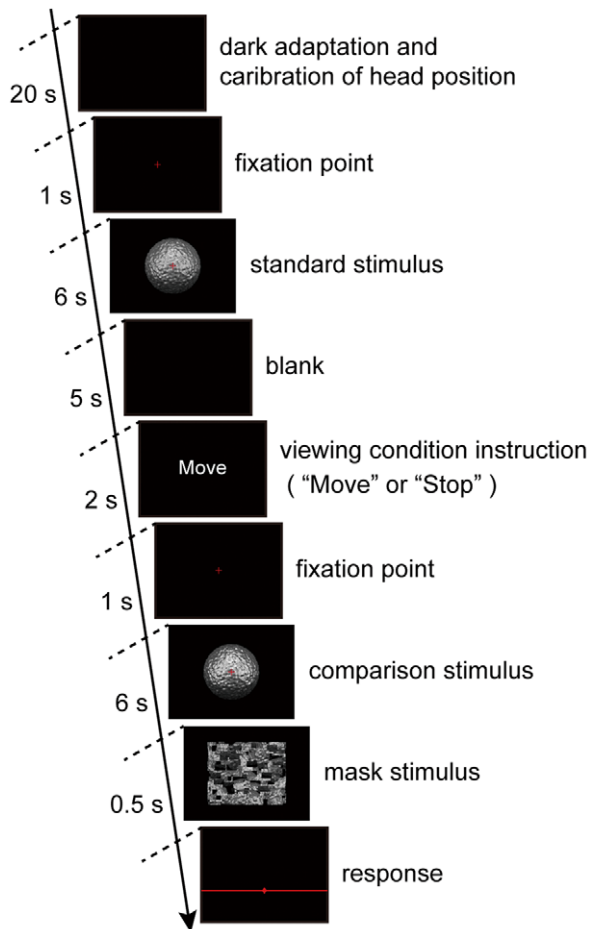 dark adaptation and
caribration of head position
20 s
fixation point
1 s
standard stimulus
6 s
blank
5 s
Move
viewing condition instruction
( “Move” or “Stop” )
2 s
fixation point
1 s
comparison stimulus
6 s
mask stimulus
0.5 s
response